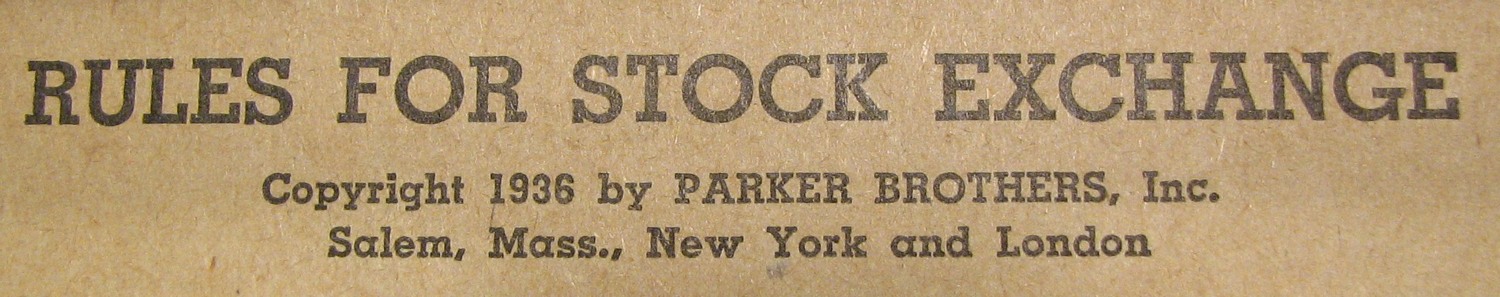 RULES FOR STOCK EXCHANGE
Copyright 1936 by PARKER BROTHERS, Inc.
Salem, Mass., New York and London